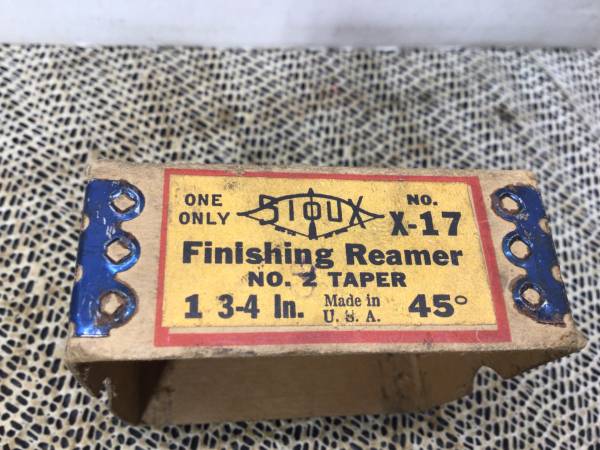 ONE ONLY
SIOUX
NO. X-17
Finishing Reamer
NO. 2 TAPER
1 3-4 In. Made in U. S. A. 45°